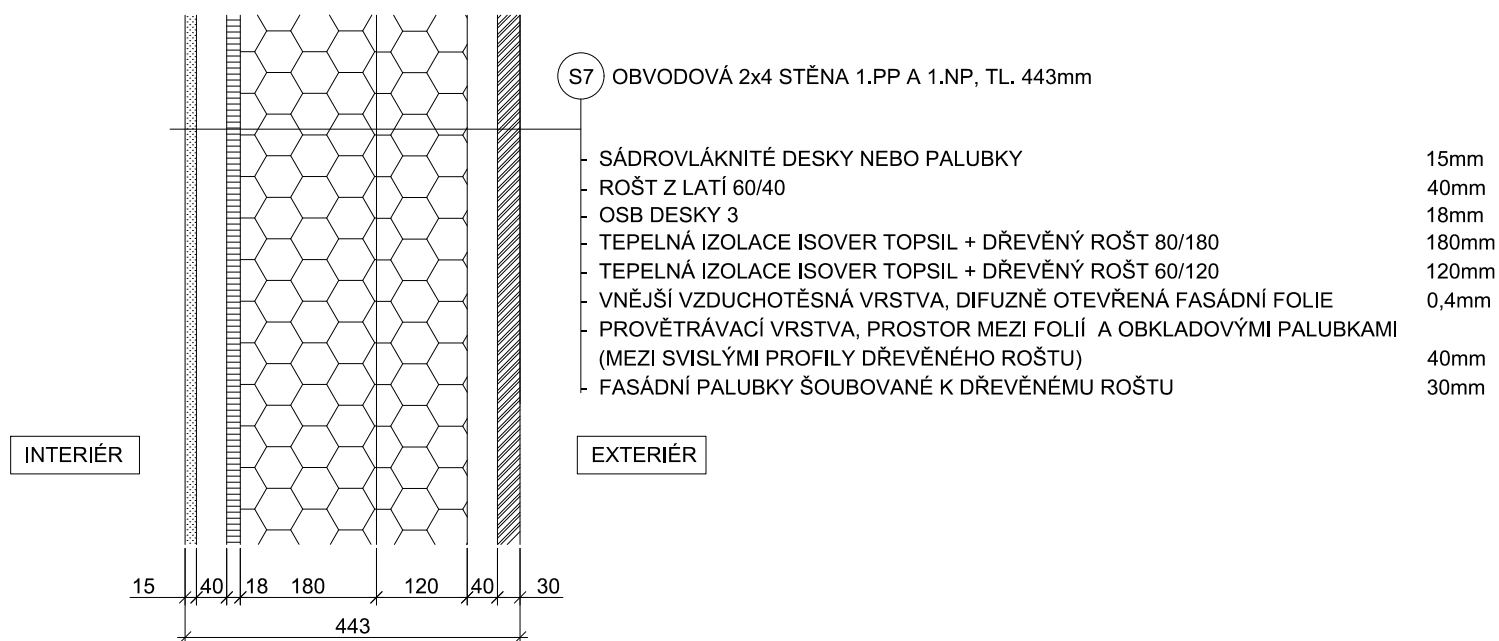 S7 OBVODOVÁ 2x4 STĚNA 1.PP A 1.NP, TL. 443mm
- SÁDROVLÁKNITÉ DESKY NEBO PALUBKY 15mm
- ROŠT Z LATÍ 60/40 40mm
- OSB DESKY 3 18mm
- TEPELNÁ IZOLACE ISOVER TOPSIL + DŘEVĚNÝ ROŠT 80/180 180mm
- TEPELNÁ IZOLACE ISOVER TOPSIL + DŘEVĚNÝ ROŠT 60/120 120mm
- VNĚJŠÍ VZDUCHOTĚSNÁ VRSTVA, DIFUZNĚ OTEVŘENÁ FASÁDNÍ FOLIE 0,4mm
- PROVĚTRÁVACÍ VRSTVA, PROSTOR MEZI FOLIÍ A OBKLADOVÝMI PALUBKAMI
(MEZI SVISLÝMI PROFILY DŘEVĚNÉHO ROŠTU) 40mm
- FASÁDNÍ PALUBKY ŠOUBOVANÉ K DŘEVĚNÉMU ROŠTU 30mm
INTERIÉR
EXTERIÉR
15 40 18 180 120 40 30
443